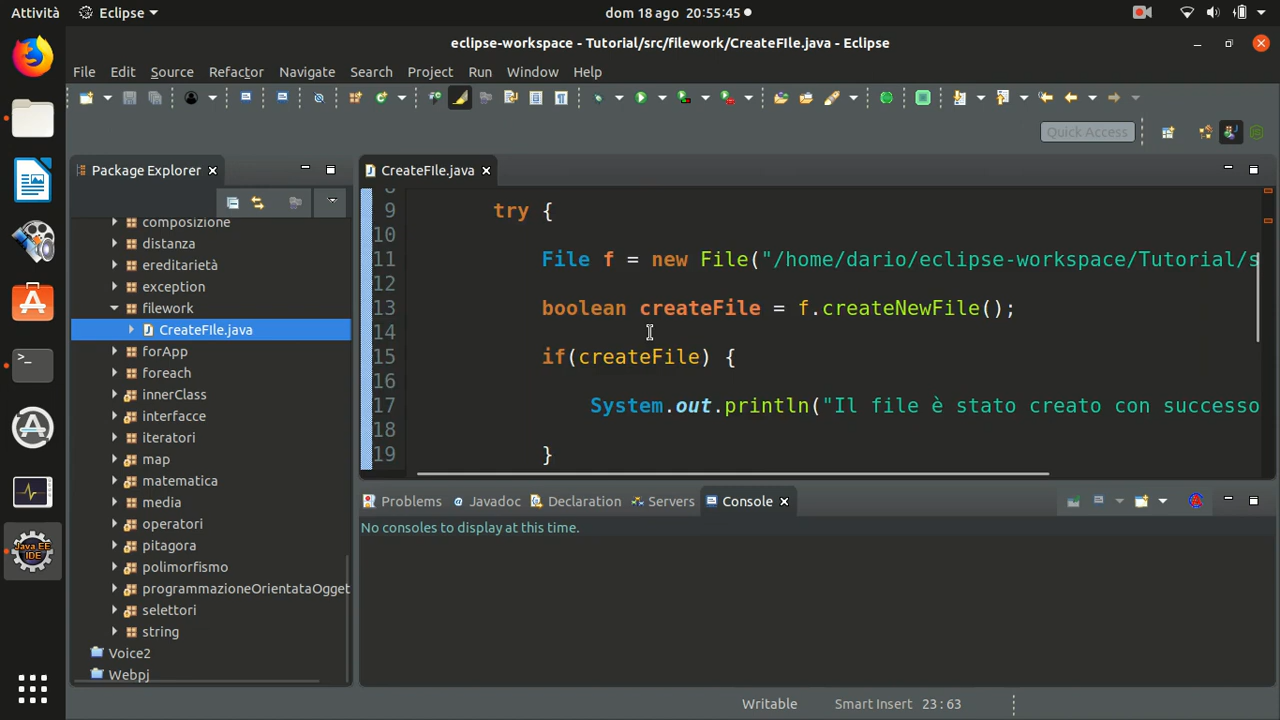 Attività Eclipse dom 18 ago 20:55:45
eclipse-workspace - Tutorial/src/filework/CreateFIle.java - Eclipse
File Edit Source Refactor Navigate Search Project Run Window Help
Quick Access
Package Explorer
composizione
distanza
ereditarietà
exception
filework
CreateFIle.java
forApp
foreach
innerClass
interfacce
iteratori
map
matematica
media
operatori
pitagora
polimorfismo
programmazioneOrientataOgget
selettori
string
Voice2
Webpj
CreateFIle.java
8
9 try {
10
11 File f = new File("/home/dario/eclipse-workspace/Tutorial/s
12
13 boolean createFile = f.createNewFile();
14
15 if(createFile) {
16
17 System.out.println("Il file è stato creato con successo
18
19 }
Problems Javadoc Declaration Servers Console
No consoles to display at this time.
Java EE
IDE
Writable Smart Insert 23:63